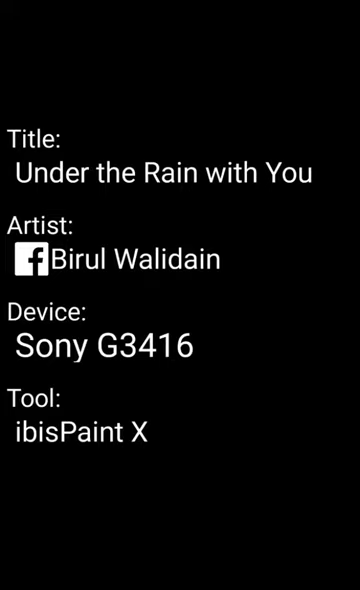 Title:
Under the Rain with You
Artist:
Birul Walidain
Device:
Sony G3416
Tool:
ibisPaint X